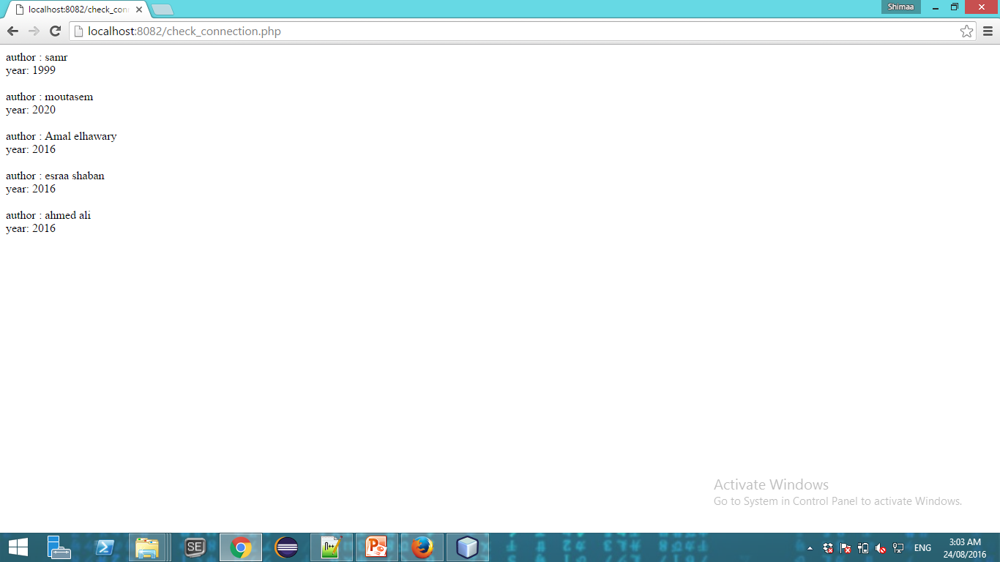 localhost:8082/check_con
Shimaa
localhost:8082/check_connection.php
author : samr
year: 1999
author : moutasem
year: 2020
author : Amal elhawary
year: 2016
author : esraa shaban
year: 2016
author : ahmed ali
year: 2016
Activate Windows
Go to System in Control Panel to activate Windows.
SE
N++
P
ENG
3:03 AM
24/08/2016